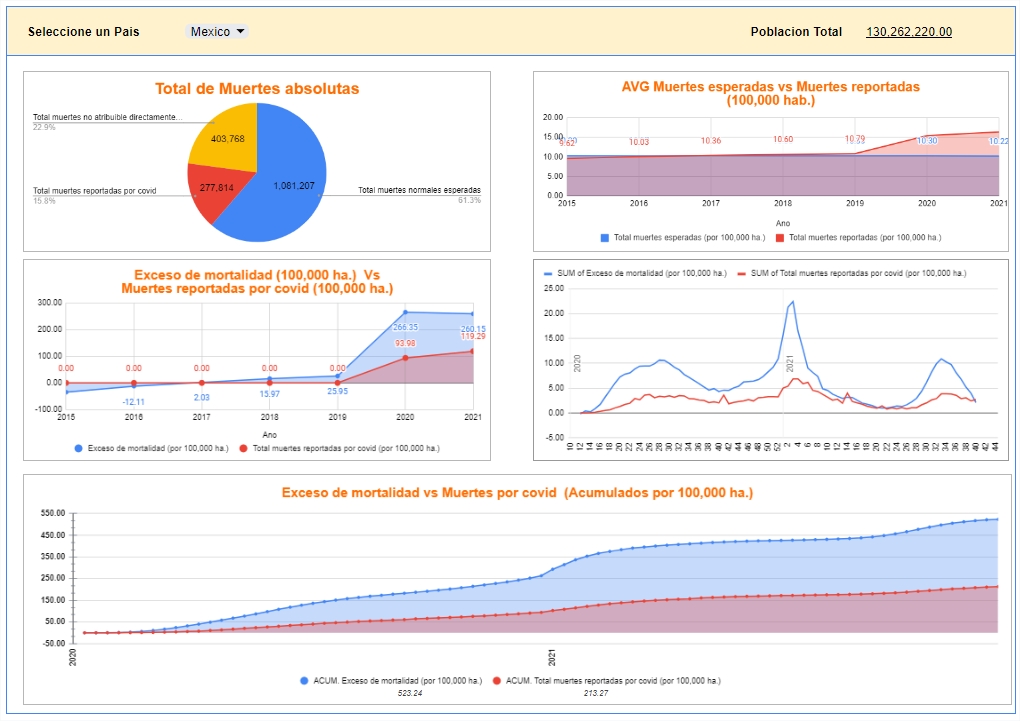 Seleccione un Pais Mexico Poblacion Total 130,262,220.00
Total de Muertes absolutas
Total muertes no atribuible directamente...
22.9%
403,768
277,814
1,081,207
Total muertes reportadas por covid
15.8%
Total muertes normales esperadas
61.3%
AVG Muertes esperadas vs Muertes reportadas
(100,000 hab.)
20.00
15.00
10.00
5.00
0.00
9.62 10.03 10.36 10.60 10.79 10.30 10.22
2015 2016 2017 2018 2019 2020 2021
Ano
Total muertes esperadas (por 100,000 ha.) Total muertes reportadas (por 100,000 ha.)
Exceso de mortalidad (100,000 ha.) Vs
Muertes reportadas por covid (100,000 ha.)
300.00
200.00
100.00
0.00
-100.00
0.00 0.00 0.00 0.00 0.00 93.98 119.29
-12.11 2.03 15.97 25.95 266.35 260.15
2015 2016 2017 2018 2019 2020 2021
Ano
Exceso de mortalidad (por 100,000 ha.) Total muertes reportadas por covid (por 100,000 ha.)
SUM of Exceso de mortalidad (por 100,000 ha.) SUM of Total muertes reportadas por covid (por 100,000 ha.)
25.00
20.00
15.00
10.00
5.00
0.00
-5.00
2020
2021
10 12 14 16 18 20 22 24 26 28 30 32 34 36 38 40 42 44 46 48 50 52 2 4 6 8 10 12 14 16 18 20 22 24 26 28 30 32 34 36 38 40 42 44
Exceso de mortalidad vs Muertes por covid (Acumulados por 100,000 ha.)
550.00
450.00
350.00
250.00
150.00
50.00
-50.00
2020
2021
ACUM. Exceso de mortalidad (por 100,000 ha.) ACUM. Total muertes reportadas por covid (por 100,000 ha.)
523.24 213.27